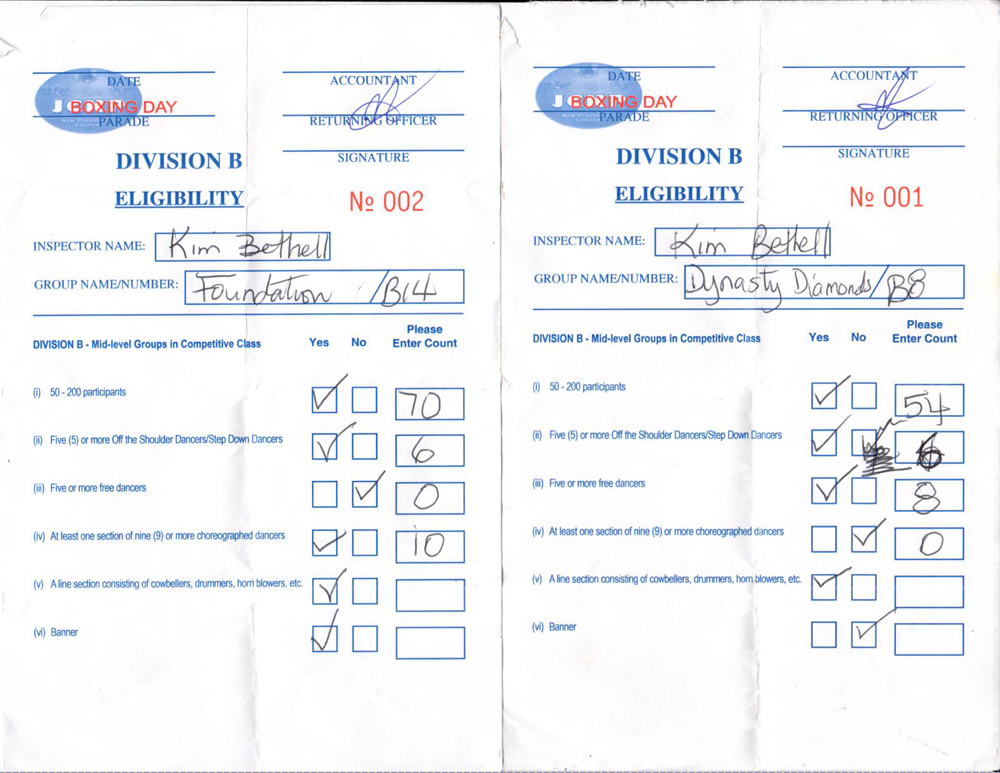 DATE
J BOXING DAY
PARADE
ACCOUNTANT
RETURNING OFFICER
SIGNATURE
DIVISION B
ELIGIBILITY
№ 002
INSPECTOR NAME: Kim Bethell
GROUP NAME/NUMBER: Foundation /B14
DIVISION B - Mid-level Groups in Competitive Class Yes No Please Enter Count
(i) 50 - 200 participants 70
(ii) Five (5) or more Off the Shoulder Dancers/Step Down Dancers 6
(iii) Five or more free dancers 0
(iv) At least one section of nine (9) or more choreographed dancers 10
(v) A line section consisting of cowbellers, drummers, horn blowers, etc.
(vi) Banner
DATE
J BOXING DAY
PARADE
ACCOUNTANT
RETURNING OFFICER
SIGNATURE
DIVISION B
ELIGIBILITY
№ 001
INSPECTOR NAME: Kim Bethell
GROUP NAME/NUMBER: Dynasty Diamonds/B8
DIVISION B - Mid-level Groups in Competitive Class Yes No Please Enter Count
(i) 50 - 200 participants 54
(ii) Five (5) or more Off the Shoulder Dancers/Step Down Dancers 6
(iii) Five or more free dancers 8
(iv) At least one section of nine (9) or more choreographed dancers 0
(v) A line section consisting of cowbellers, drummers, horn blowers, etc.
(vi) Banner